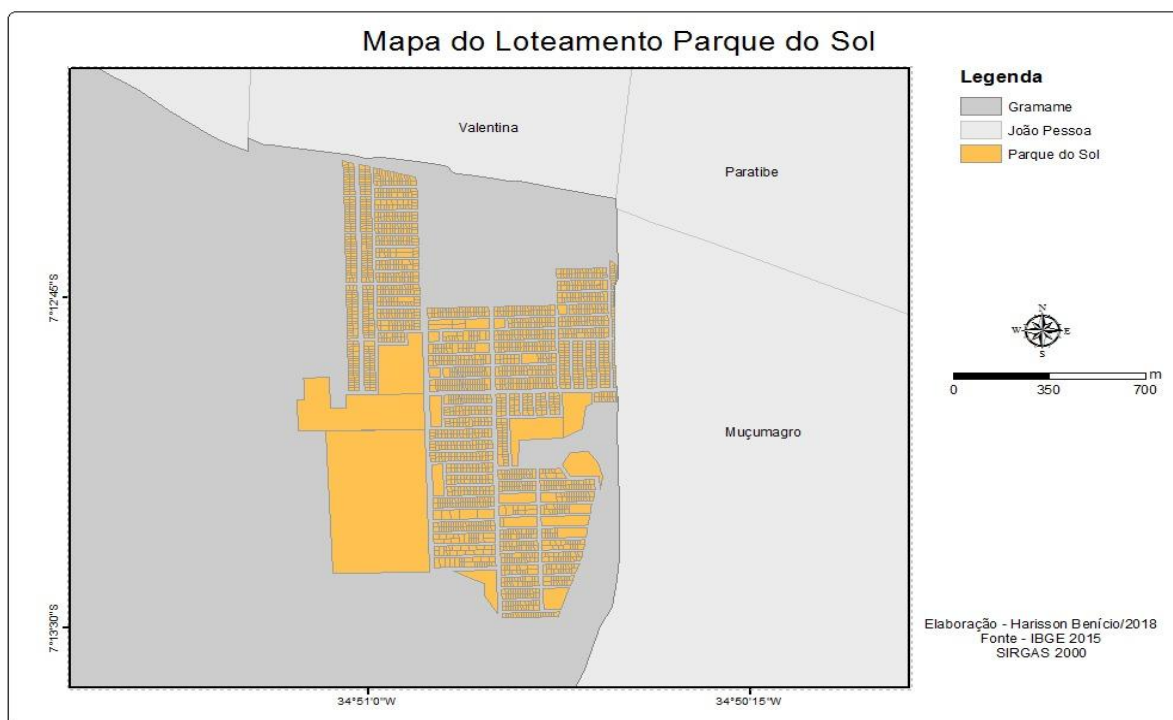 Mapa do Loteamento Parque do Sol
Valentina
Paratibe
Muçumagro
7°12'45"S
7°13'30"S
34°51'0"W
34°50'15"W
Legenda
Gramame
João Pessoa
Parque do Sol
N
W
E
S
m
0
350
700
Elaboração - Harisson Benício/2018
Fonte - IBGE 2015
SIRGAS 2000